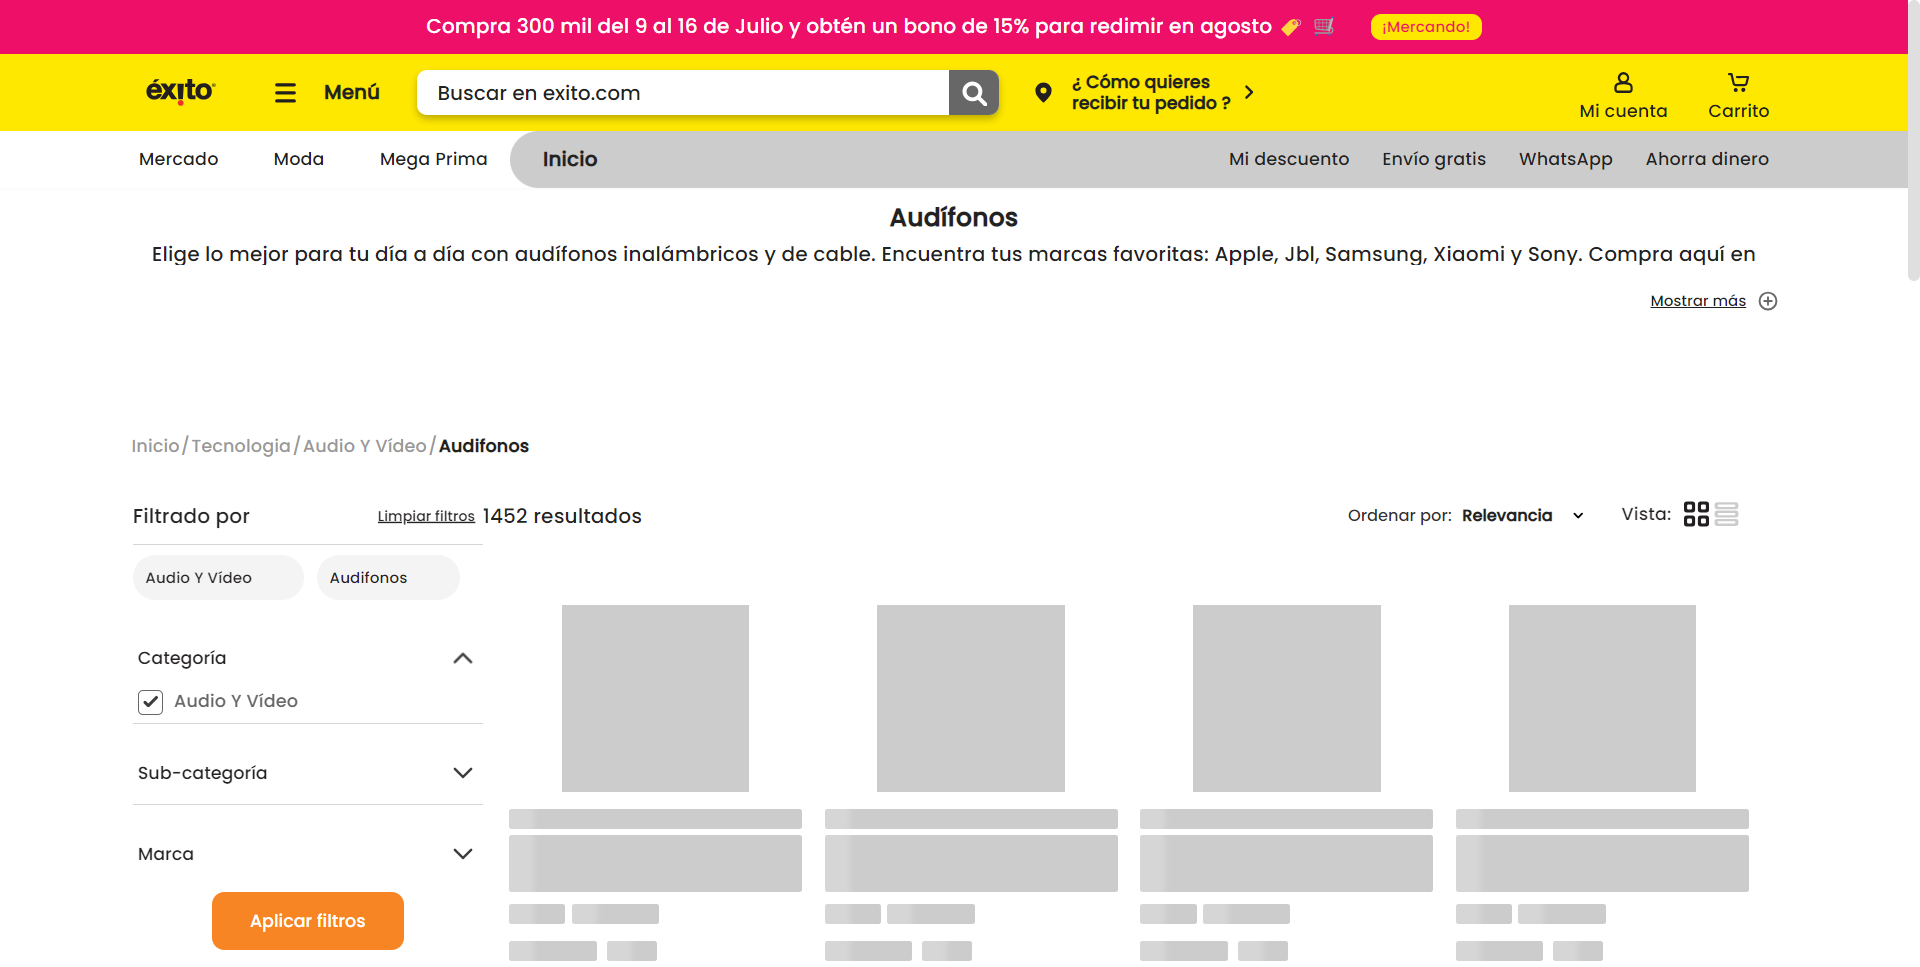 Compra 300 mil del 9 al 16 de Julio y obtén un bono de 15% para redimir en agosto 🏷️ 🛒 ¡Mercando!
éxito
Menú
Buscar en exito.com
¿ Cómo quieres
recibir tu pedido ?
Mi cuenta
Carrito
Mercado
Moda
Mega Prima
Inicio
Mi descuento
Envío gratis
WhatsApp
Ahorra dinero
Audífonos
Elige lo mejor para tu día a día con audífonos inalámbricos y de cable. Encuentra tus marcas favoritas: Apple, Jbl, Samsung, Xiaomi y Sony. Compra aquí en
Mostrar más
Inicio/Tecnologia/Audio Y Vídeo/Audifonos
Filtrado por
Limpiar filtros
1452 resultados
Ordenar por: Relevancia
Vista:
Audio Y Vídeo
Audifonos
Categoría
Audio Y Vídeo
Sub-categoría
Marca
Aplicar filtros